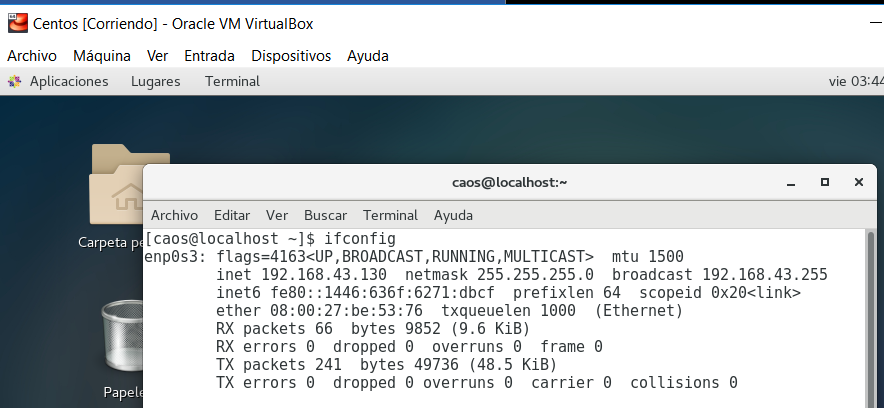 Centos [Corriendo] - Oracle VM VirtualBox
Archivo Máquina Ver Entrada Dispositivos Ayuda
Aplicaciones Lugares Terminal vie 03:44
caos@localhost:~
Archivo Editar Ver Buscar Terminal Ayuda
Carpeta pe
[caos@localhost ~]$ ifconfig
enp0s3: flags=4163<UP,BROADCAST,RUNNING,MULTICAST>  mtu 1500
inet 192.168.43.130  netmask 255.255.255.0  broadcast 192.168.43.255
inet6 fe80::1446:636f:6271:dbcf  prefixlen 64  scopeid 0x20<link>
ether 08:00:27:be:53:76  txqueuelen 1000  (Ethernet)
RX packets 66  bytes 9852 (9.6 KiB)
RX errors 0  dropped 0  overruns 0  frame 0
TX packets 241  bytes 49736 (48.5 KiB)
TX errors 0  dropped 0 overruns 0  carrier 0  collisions 0
Papele